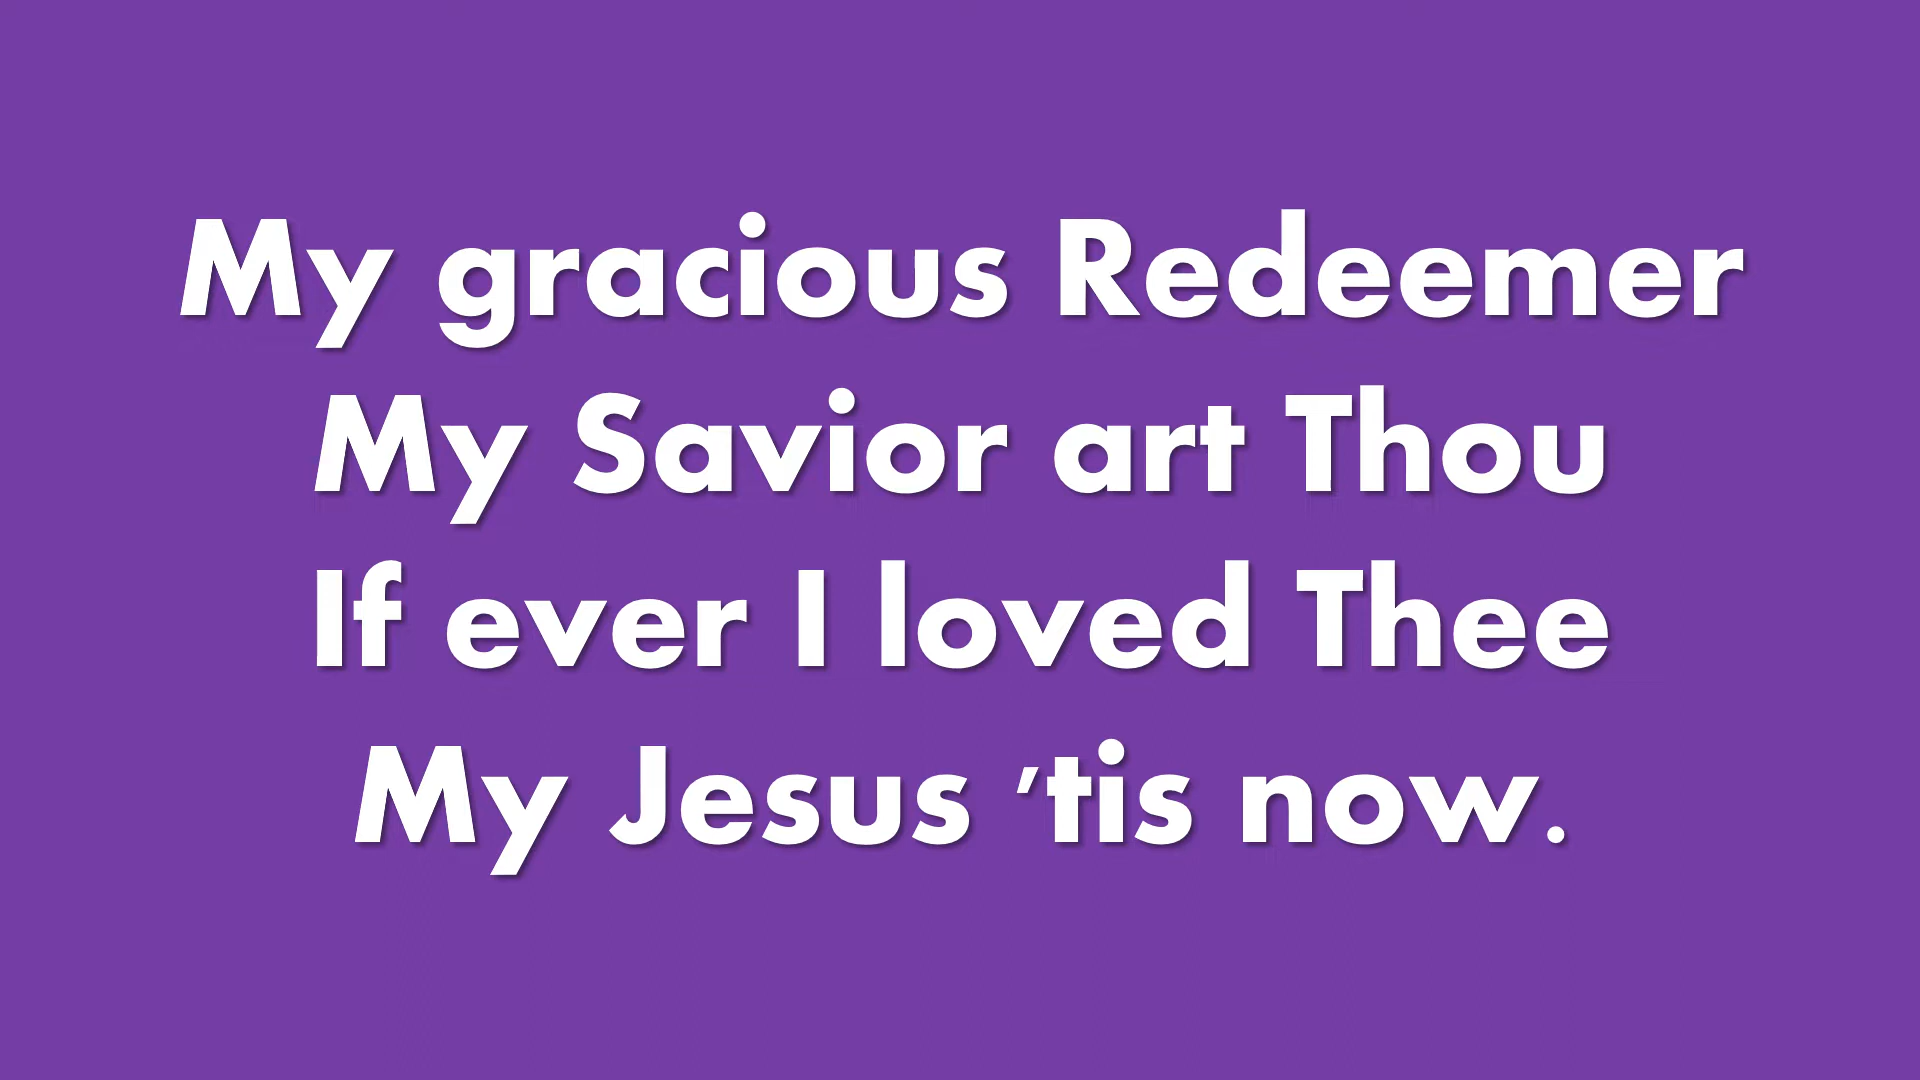 My gracious Redeemer
My Savior art Thou
If ever I loved Thee
My Jesus ’tis now.